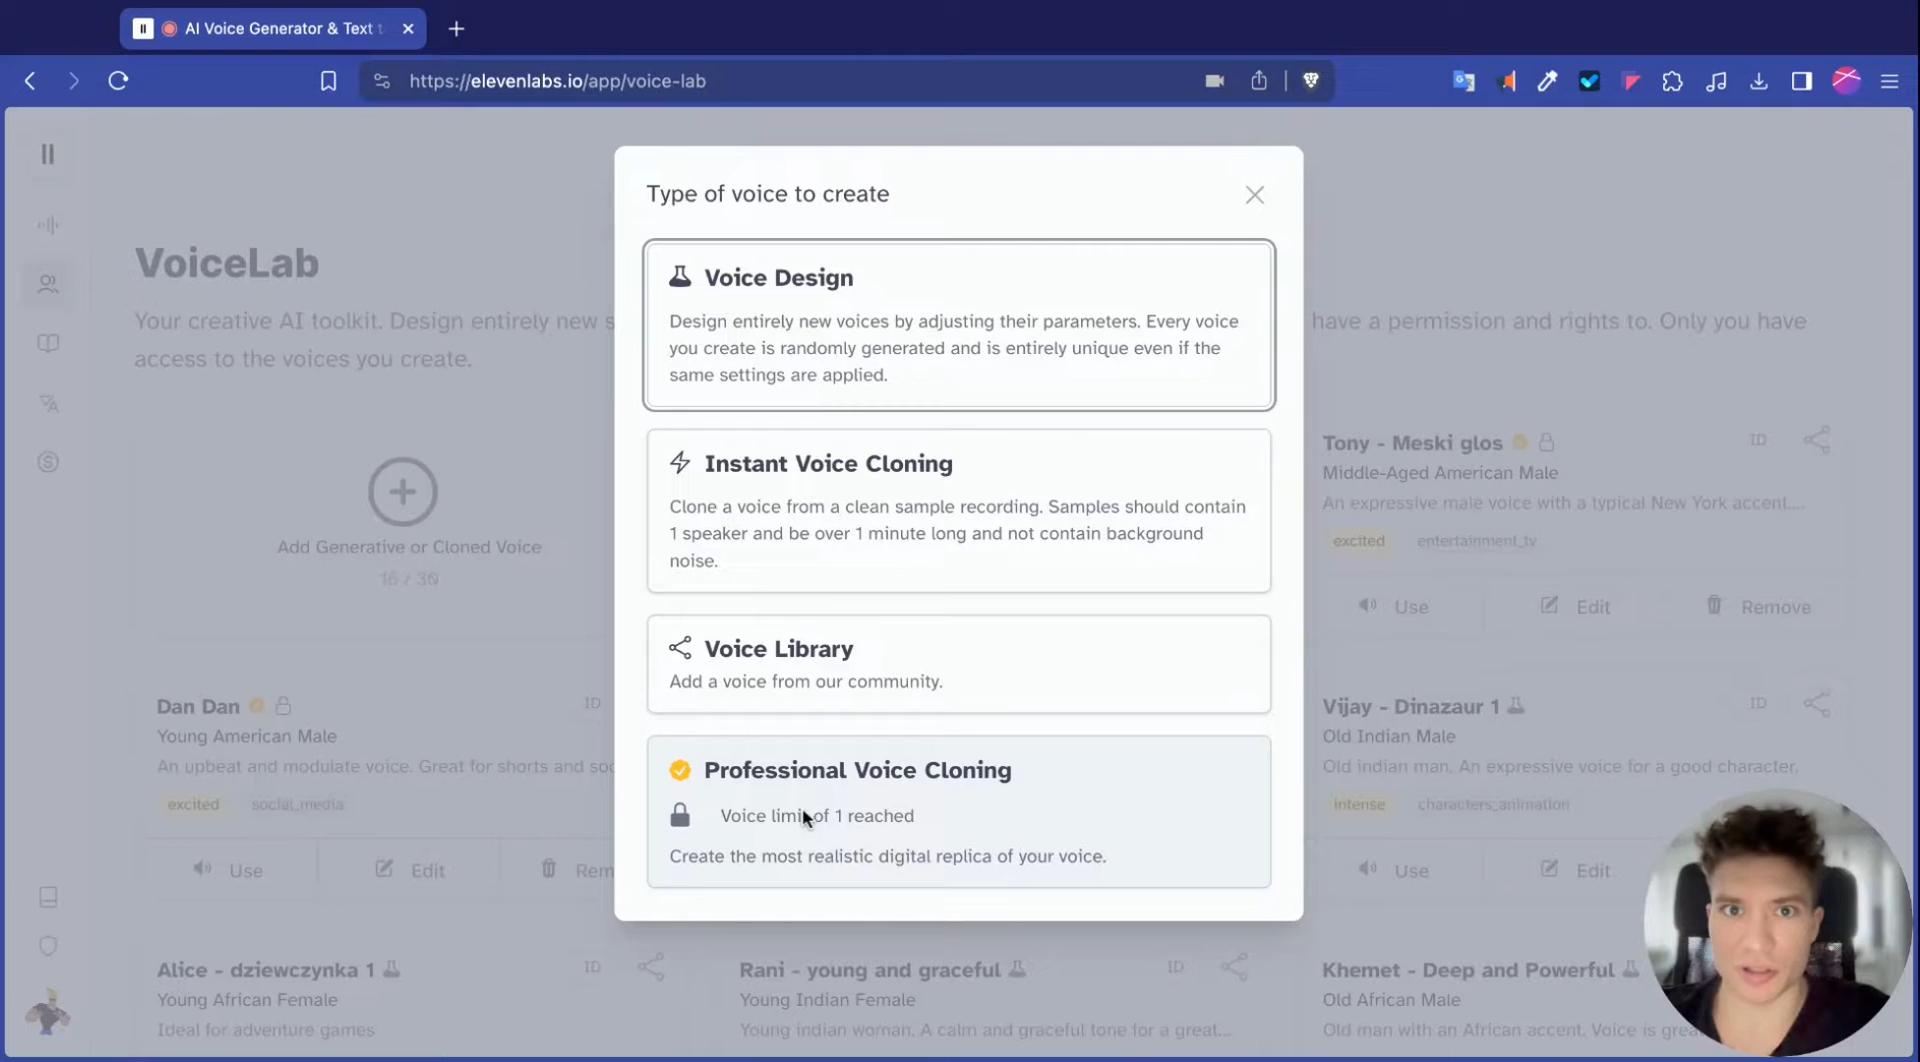 AI Voice Generator & Text t
https://elevenlabs.io/app/voice-lab
Type of voice to create
Voice Design
Design entirely new voices by adjusting their parameters. Every voice
you create is randomly generated and is entirely unique even if the
same settings are applied.
Instant Voice Cloning
Clone a voice from a clean sample recording. Samples should contain
1 speaker and be over 1 minute long and not contain background
noise.
Voice Library
Add a voice from our community.
Professional Voice Cloning
Voice limit of 1 reached
Create the most realistic digital replica of your voice.
VoiceLab
Your creative AI toolkit. Design entirely new s
have a permission and rights to. Only you have
access to the voices you create.
Add Generative or Cloned Voice
16 / 30
Tony - Meski glos
ID
Middle-Aged American Male
An expressive male voice with a typical New York accent....
excited entertainment_tv
Use Edit Remove
Dan Dan
ID
Young American Male
An upbeat and modulate voice. Great for shorts and soc
excited social_media
Use Edit Rem
Vijay - Dinazaur 1
ID
Old Indian Male
Old indian man. An expressive voice for a good character.
intense characters_animation
Use Edit
Alice - dziewczynka 1
ID
Young African Female
Ideal for adventure games
Rani - young and graceful
ID
Young Indian Female
Young indian woman. A calm and graceful tone for a great...
Khemet - Deep and Powerful
Old African Male
Old man with an African accent. Voice is grea